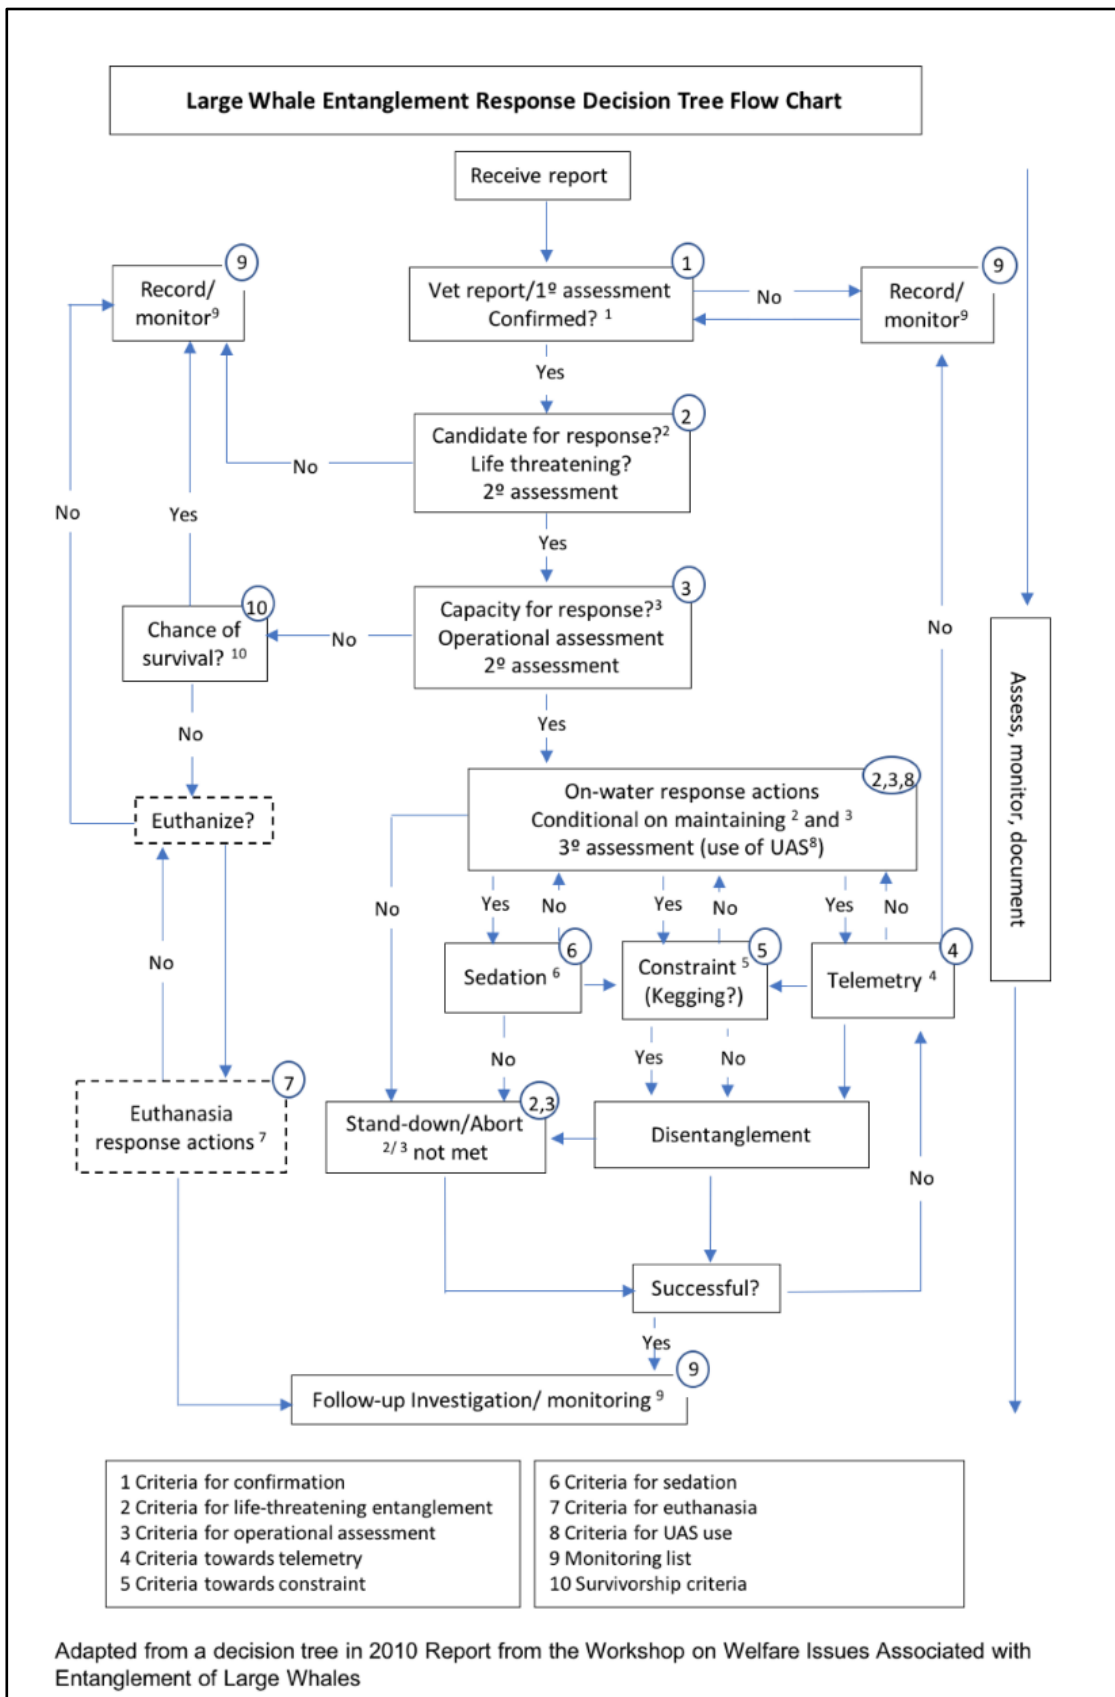 Large Whale Entanglement Response Decision Tree Flow Chart
Receive report
9
Record/
monitor⁹
1
Vet report/1º assessment
Confirmed? ¹
No
9
Record/
monitor⁹
Yes
2
Candidate for response?²
Life threatening?
2º assessment
No
No
Yes
Yes
3
Capacity for response?³
Operational assessment
2º assessment
No
10
Chance of
survival? ¹⁰
No
No
Yes
Assess, monitor, document
2,3,8
On-water response actions
Conditional on maintaining ² and ³
3º assessment (use of UAS⁸)
Euthanize?
No
Yes
No
Yes
No
Yes
No
No
6
Sedation ⁶
5
Constraint ⁵
(Kegging?)
4
Telemetry ⁴
No
Yes
No
7
Euthanasia
response actions ⁷
2,3
Stand-down/Abort
²/ ³ not met
Disentanglement
No
Successful?
Yes
9
Follow-up Investigation/ monitoring ⁹
1 Criteria for confirmation
2 Criteria for life-threatening entanglement
3 Criteria for operational assessment
4 Criteria towards telemetry
5 Criteria towards constraint
6 Criteria for sedation
7 Criteria for euthanasia
8 Criteria for UAS use
9 Monitoring list
10 Survivorship criteria
Adapted from a decision tree in 2010 Report from the Workshop on Welfare Issues Associated with
Entanglement of Large Whales